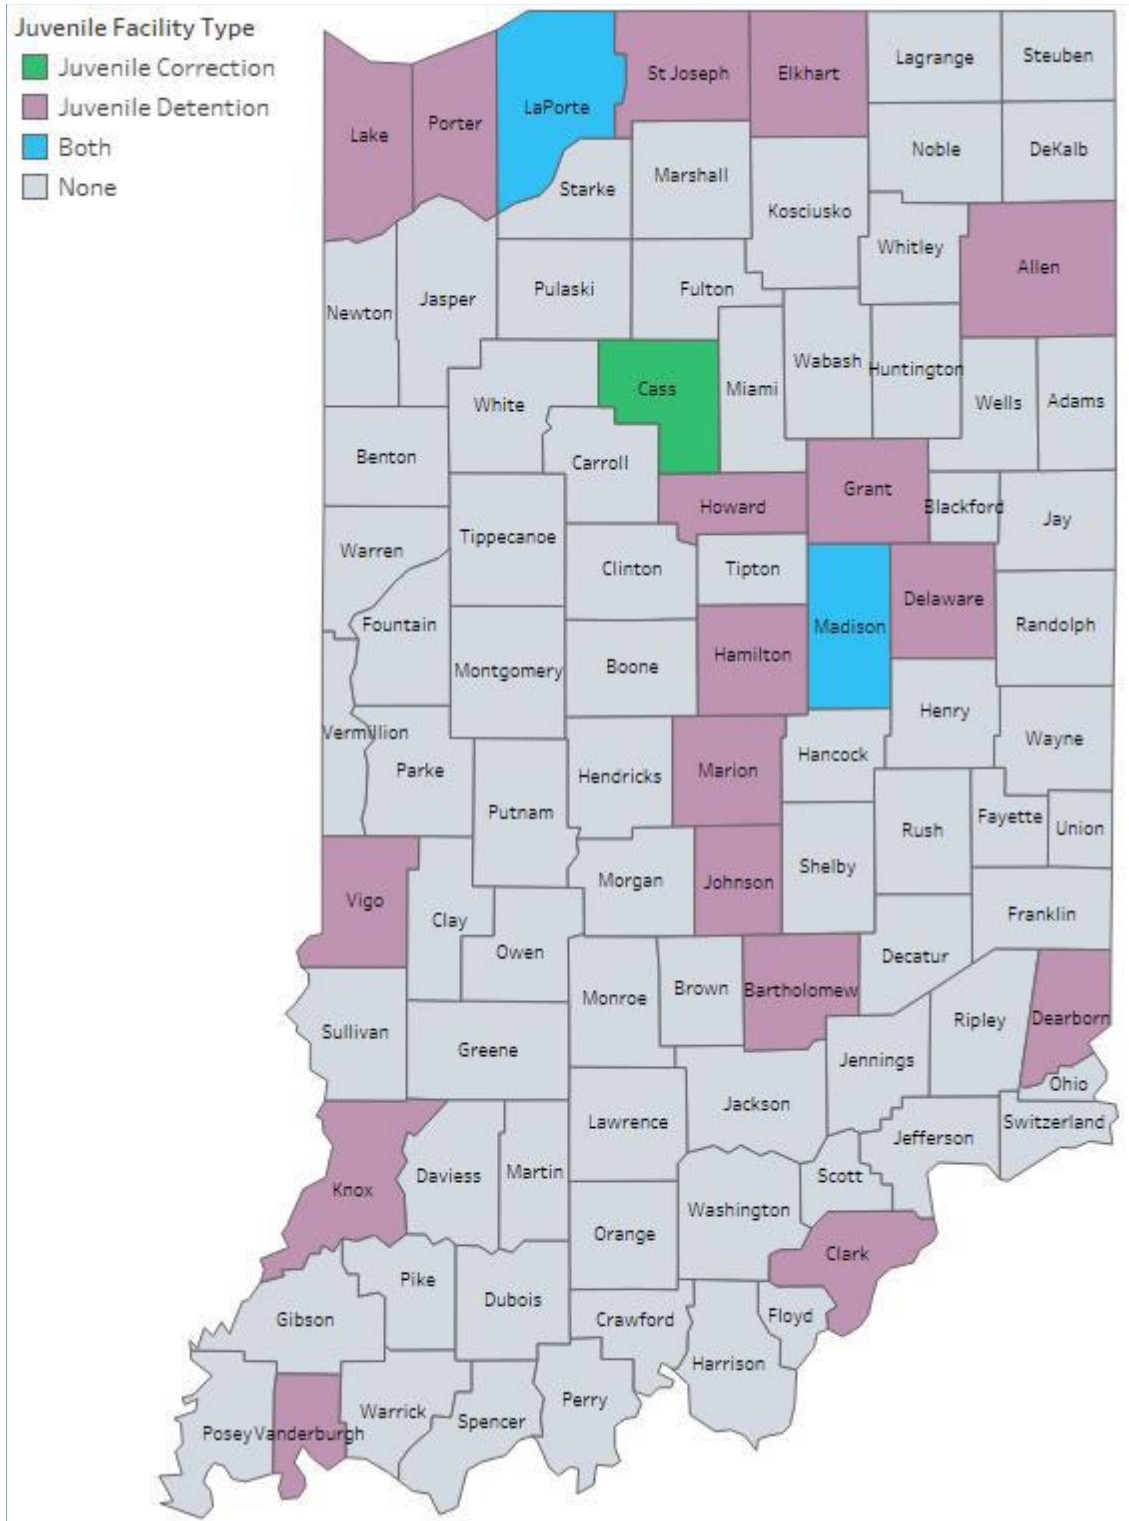 Juvenile Facility Type
Juvenile Correction
Juvenile Detention
Both
None
Lake
Porter
LaPorte
St Joseph
Elkhart
Lagrange
Steuben
Noble
DeKalb
Starke
Marshall
Kosciusko
Whitley
Allen
Newton
Jasper
Pulaski
Fulton
White
Cass
Miami
Wabash
Huntington
Wells
Adams
Benton
Carroll
Howard
Grant
Blackford
Jay
Warren
Tippecanoe
Clinton
Tipton
Madison
Delaware
Randolph
Fountain
Montgomery
Boone
Hamilton
Henry
Wayne
Vermillion
Parke
Putnam
Hendricks
Marion
Hancock
Rush
Fayette
Union
Vigo
Clay
Owen
Morgan
Johnson
Shelby
Franklin
Decatur
Sullivan
Greene
Monroe
Brown
Bartholomew
Jennings
Ripley
Dearborn
Ohio
Switzerland
Jefferson
Jackson
Lawrence
Knox
Daviess
Martin
Orange
Washington
Scott
Clark
Gibson
Pike
Dubois
Crawford
Floyd
Harrison
Posey
Vanderburgh
Warrick
Spencer
Perry